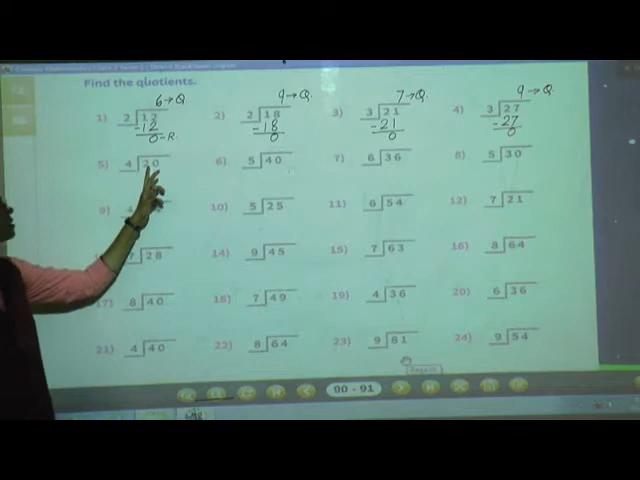 Find the quotients.
6→Q 9→Q 7→Q. 9→Q.
1) 2 12 2) 2 18 3) 3 21 4) 3 27
-12 -18 -21 -27
0-R. 0 0 0
5) 4 20 6) 5 40 7) 6 36 8) 5 30
9) 4 10) 5 25 11) 6 54 12) 7 21
7 28 14) 9 45 15) 7 63 16) 8 64
17) 8 40 18) 7 49 19) 4 36 20) 6 36
21) 4 40 22) 8 64 23) 9 81 24) 9 54
90 - 91